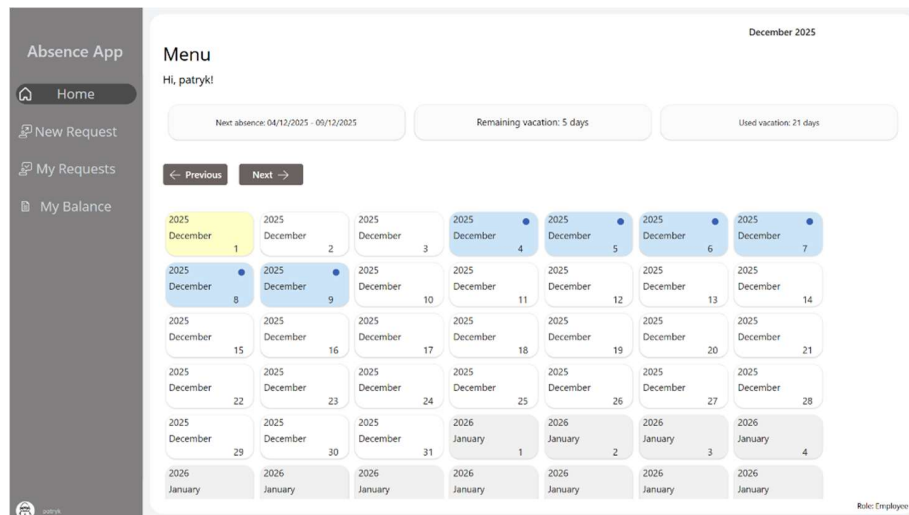 December 2025
Absence App
Menu
Hi, patryk!
Home
New Request
My Requests
My Balance
Next absence: 04/12/2025 - 09/12/2025
Remaining vacation: 5 days
Used vacation: 21 days
← Previous
Next →
2025 2025 2025 2025 2025 2025 2025
December December December December December December December
1 2 3 4 5 6 7
2025 2025 2025 2025 2025 2025 2025
December December December December December December December
8 9 10 11 12 13 14
2025 2025 2025 2025 2025 2025 2025
December December December December December December December
15 16 17 18 19 20 21
2025 2025 2025 2025 2025 2025 2025
December December December December December December December
22 23 24 25 26 27 28
2025 2025 2025 2026 2026 2026 2026
December December December January January January January
29 30 31 1 2 3 4
2026 2026 2026 2026 2026 2026 2026
January January January January January January January
patryk
Role: Employee